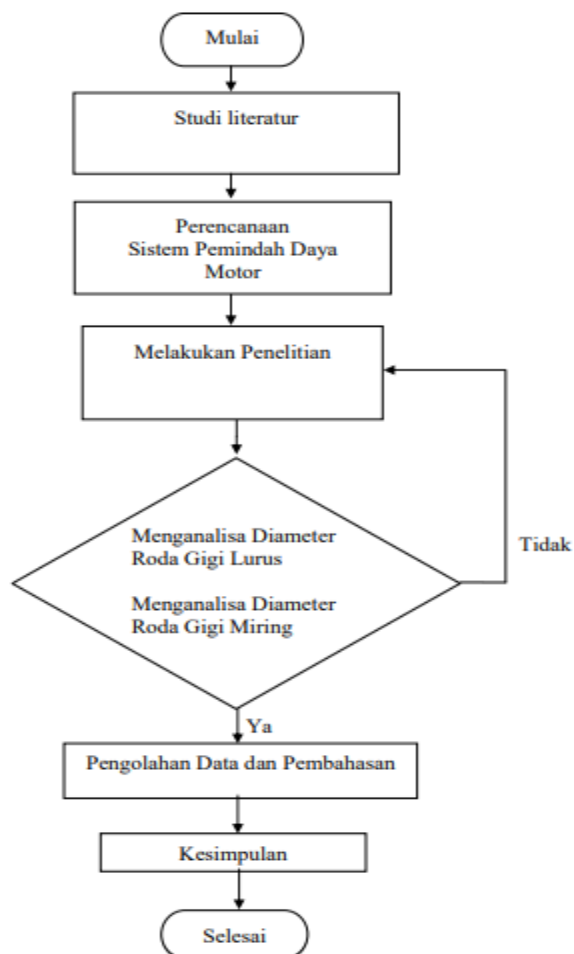 Mulai
Studi literatur
Perencanaan
Sistem Pemindah Daya
Motor
Melakukan Penelitian
Menganalisa Diameter
Roda Gigi Lurus
Menganalisa Diameter
Roda Gigi Miring
Tidak
Ya
Pengolahan Data dan Pembahasan
Kesimpulan
Selesai